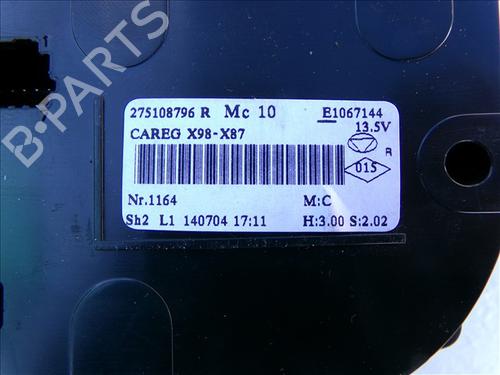 275108796 R Mc 10 E1067144
13.5V
CAREG X98-X87
R
015
Nr.1164 M:C
Sh2 L1 140704 17:11 H:3.00 S:2.02
B-PARTS